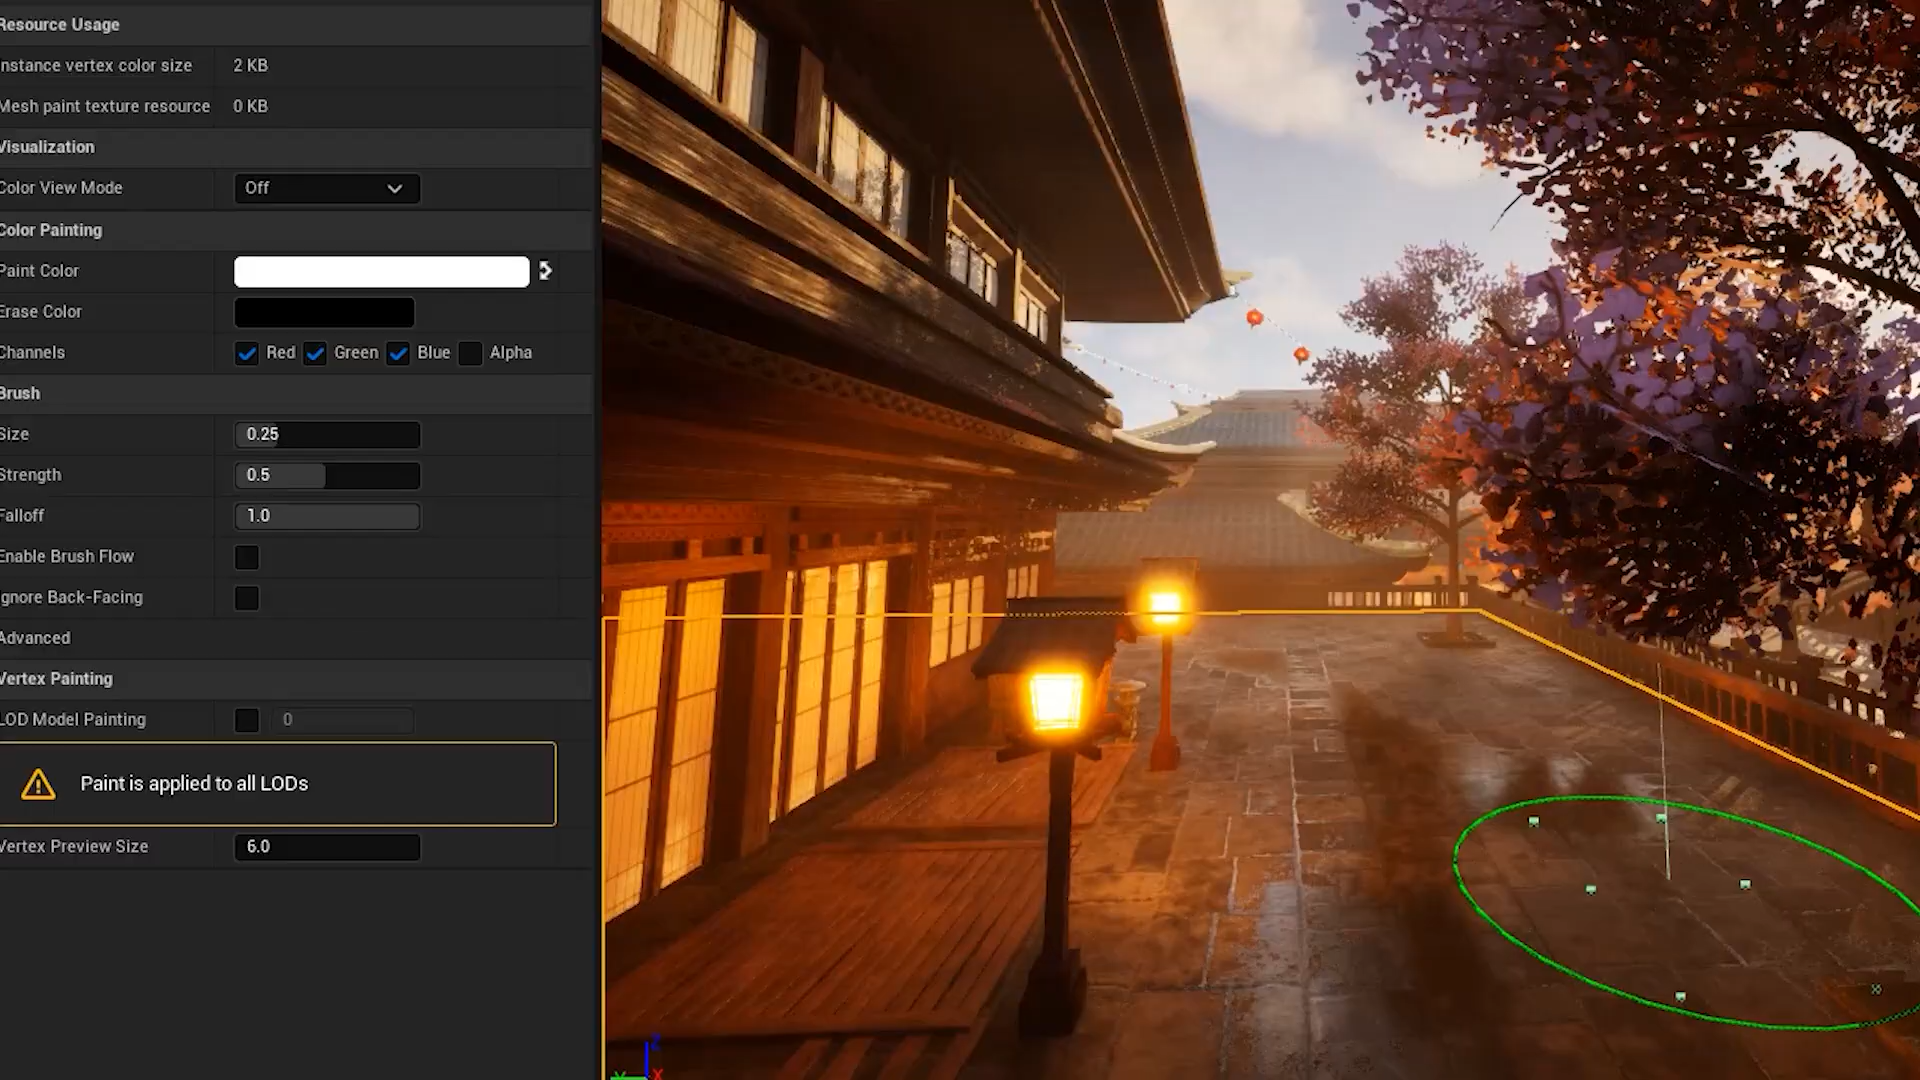 Resource Usage
nstance vertex color size 2 KB
Mesh paint texture resource 0 KB
Visualization
Color View Mode Off
Color Painting
Paint Color
Erase Color
Channels Red Green Blue Alpha
Brush
Size 0.25
Strength 0.5
Falloff 1.0
Enable Brush Flow
gnore Back-Facing
Advanced
Vertex Painting
LOD Model Painting 0
Paint is applied to all LODs
Vertex Preview Size 6.0
Z
X
Y